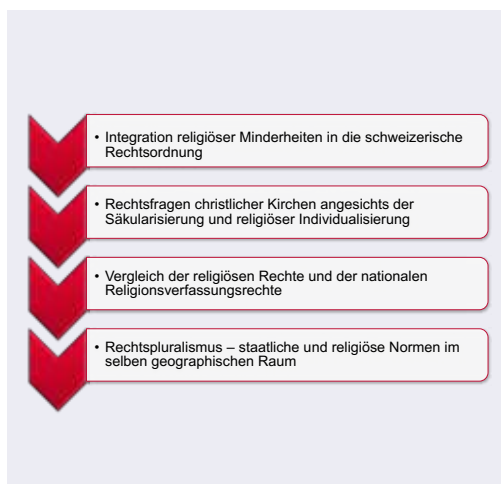 • Integration religiöser Minderheiten in die schweizerische
Rechtsordnung
• Rechtsfragen christlicher Kirchen angesichts der
Säkularisierung und religiöser Individualisierung
• Vergleich der religiösen Rechte und der nationalen
Religionsverfassungsrechte
• Rechtspluralismus – staatliche und religiöse Normen im
selben geographischen Raum